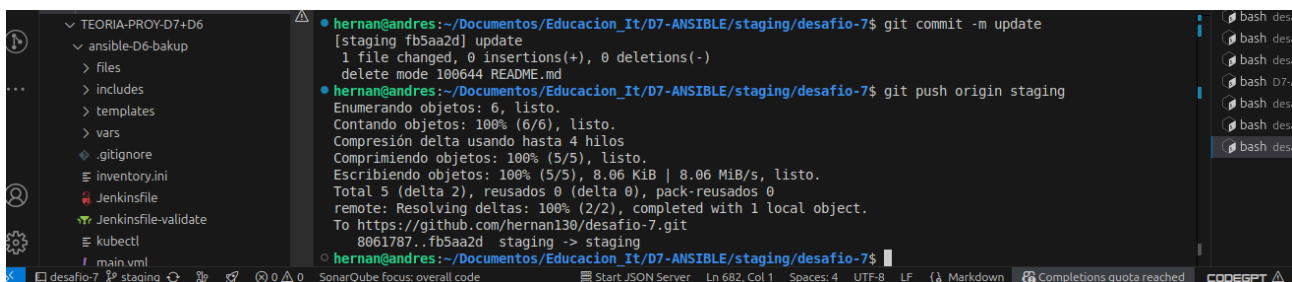 TEORIA-PROY-D7+D6
ansible-D6-bakup
files
includes
templates
vars
.gitignore
inventory.ini
Jenkinsfile
Jenkinsfile-validate
kubectl
main.yml
hernan@andres:~/Documentos/Educacion_It/D7-ANSIBLE/staging/desafio-7$ git commit -m update
[staging fb5aa2d] update
1 file changed, 0 insertions(+), 0 deletions(-)
delete mode 100644 README.md
hernan@andres:~/Documentos/Educacion_It/D7-ANSIBLE/staging/desafio-7$ git push origin staging
Enumerando objetos: 6, listo.
Contando objetos: 100% (6/6), listo.
Compresión delta usando hasta 4 hilos
Comprimiendo objetos: 100% (5/5), listo.
Escribiendo objetos: 100% (5/5), 8.06 KiB | 8.06 MiB/s, listo.
Total 5 (delta 2), reusados 0 (delta 0), pack-reusados 0
remote: Resolving deltas: 100% (2/2), completed with 1 local object.
To https://github.com/hernan130/desafio-7.git
8061787..fb5aa2d staging -> staging
hernan@andres:~/Documentos/Educacion_It/D7-ANSIBLE/staging/desafio-7$
bash desa
bash desa
bash desa
bash D7-
bash desa
bash desa
bash desa
desafio-7 staging 0 0 SonarQube focus: overall code Start JSON Server Ln 682, Col 1 Spaces: 4 UTF-8 LF Markdown Completions quota reached CODEGPT